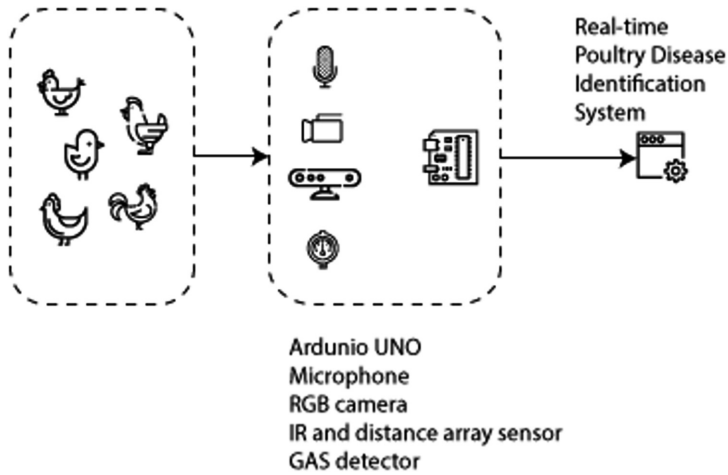 Real-time
Poultry Disease
Identification
System
Ardunio UNO
Microphone
RGB camera
IR and distance array sensor
GAS detector